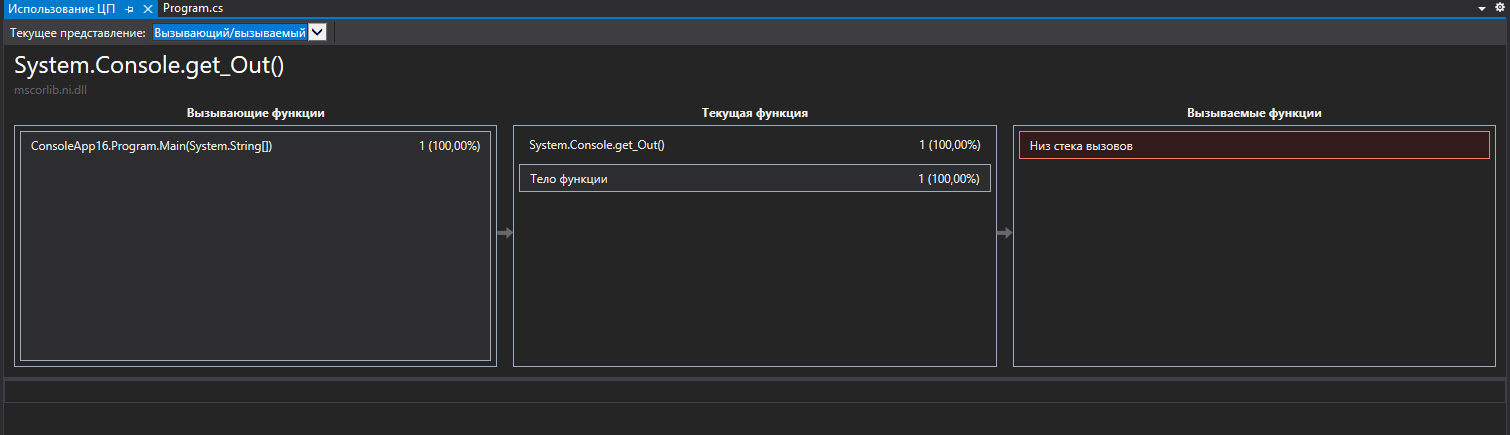 Использование ЦП Program.cs
Текущее представление: Вызывающий/вызываемый
System.Console.get_Out()
mscorlib.ni.dll
Вызывающие функции Текущая функция Вызываемые функции
ConsoleApp16.Program.Main(System.String[]) 1 (100,00%) System.Console.get_Out() 1 (100,00%) Низ стека вызовов
Тело функции 1 (100,00%)